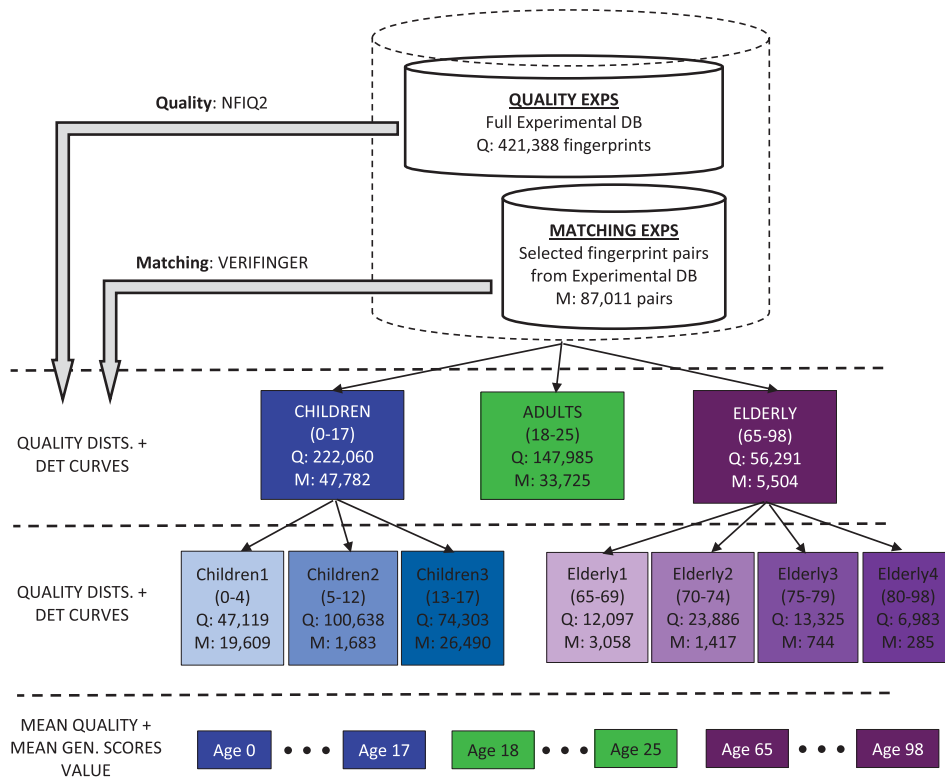 Quality: NFIQ2
QUALITY EXPS
Full Experimental DB
Q: 421,388 fingerprints
Matching: VERIFINGER
MATCHING EXPS
Selected fingerprint pairs
from Experimental DB
M: 87,011 pairs
QUALITY DISTS. +
DET CURVES
CHILDREN
(0-17)
Q: 222,060
M: 47,782
ADULTS
(18-25)
Q: 147,985
M: 33,725
ELDERLY
(65-98)
Q: 56,291
M: 5,504
QUALITY DISTS. +
DET CURVES
Children1
(0-4)
Q: 47,119
M: 19,609
Children2
(5-12)
Q: 100,638
M: 1,683
Children3
(13-17)
Q: 74,303
M: 26,490
Elderly1
(65-69)
Q: 12,097
M: 3,058
Elderly2
(70-74)
Q: 23,886
M: 1,417
Elderly3
(75-79)
Q: 13,325
M: 744
Elderly4
(80-98)
Q: 6,983
M: 285
MEAN QUALITY +
MEAN GEN. SCORES
VALUE
Age 0 • • • Age 17 Age 18 • • • Age 25 Age 65 • • • Age 98